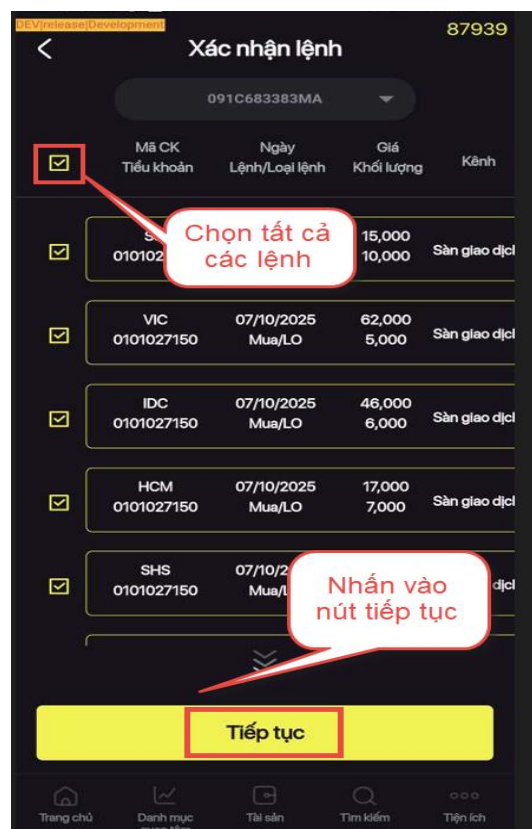 DEV|release|Development
87939
Xác nhận lệnh
091C683383MA
Mã CK
Tiểu khoản
Ngày
Lệnh/Loại lệnh
Giá
Khối lượng
Kênh
Chọn tất cả
các lệnh
15,000
10,000
Sàn giao dịch
VIC
0101027150
07/10/2025
Mua/LO
62,000
5,000
Sàn giao dịch
IDC
0101027150
07/10/2025
Mua/LO
46,000
6,000
Sàn giao dịch
HCM
0101027150
07/10/2025
Mua/LO
17,000
7,000
Sàn giao dịch
SHS
0101027150
Nhấn vào
nút tiếp tục
Tiếp tục
Trang chủ
Danh mục
quan tâm
Tài sản
Tìm kiếm
Tiện ích